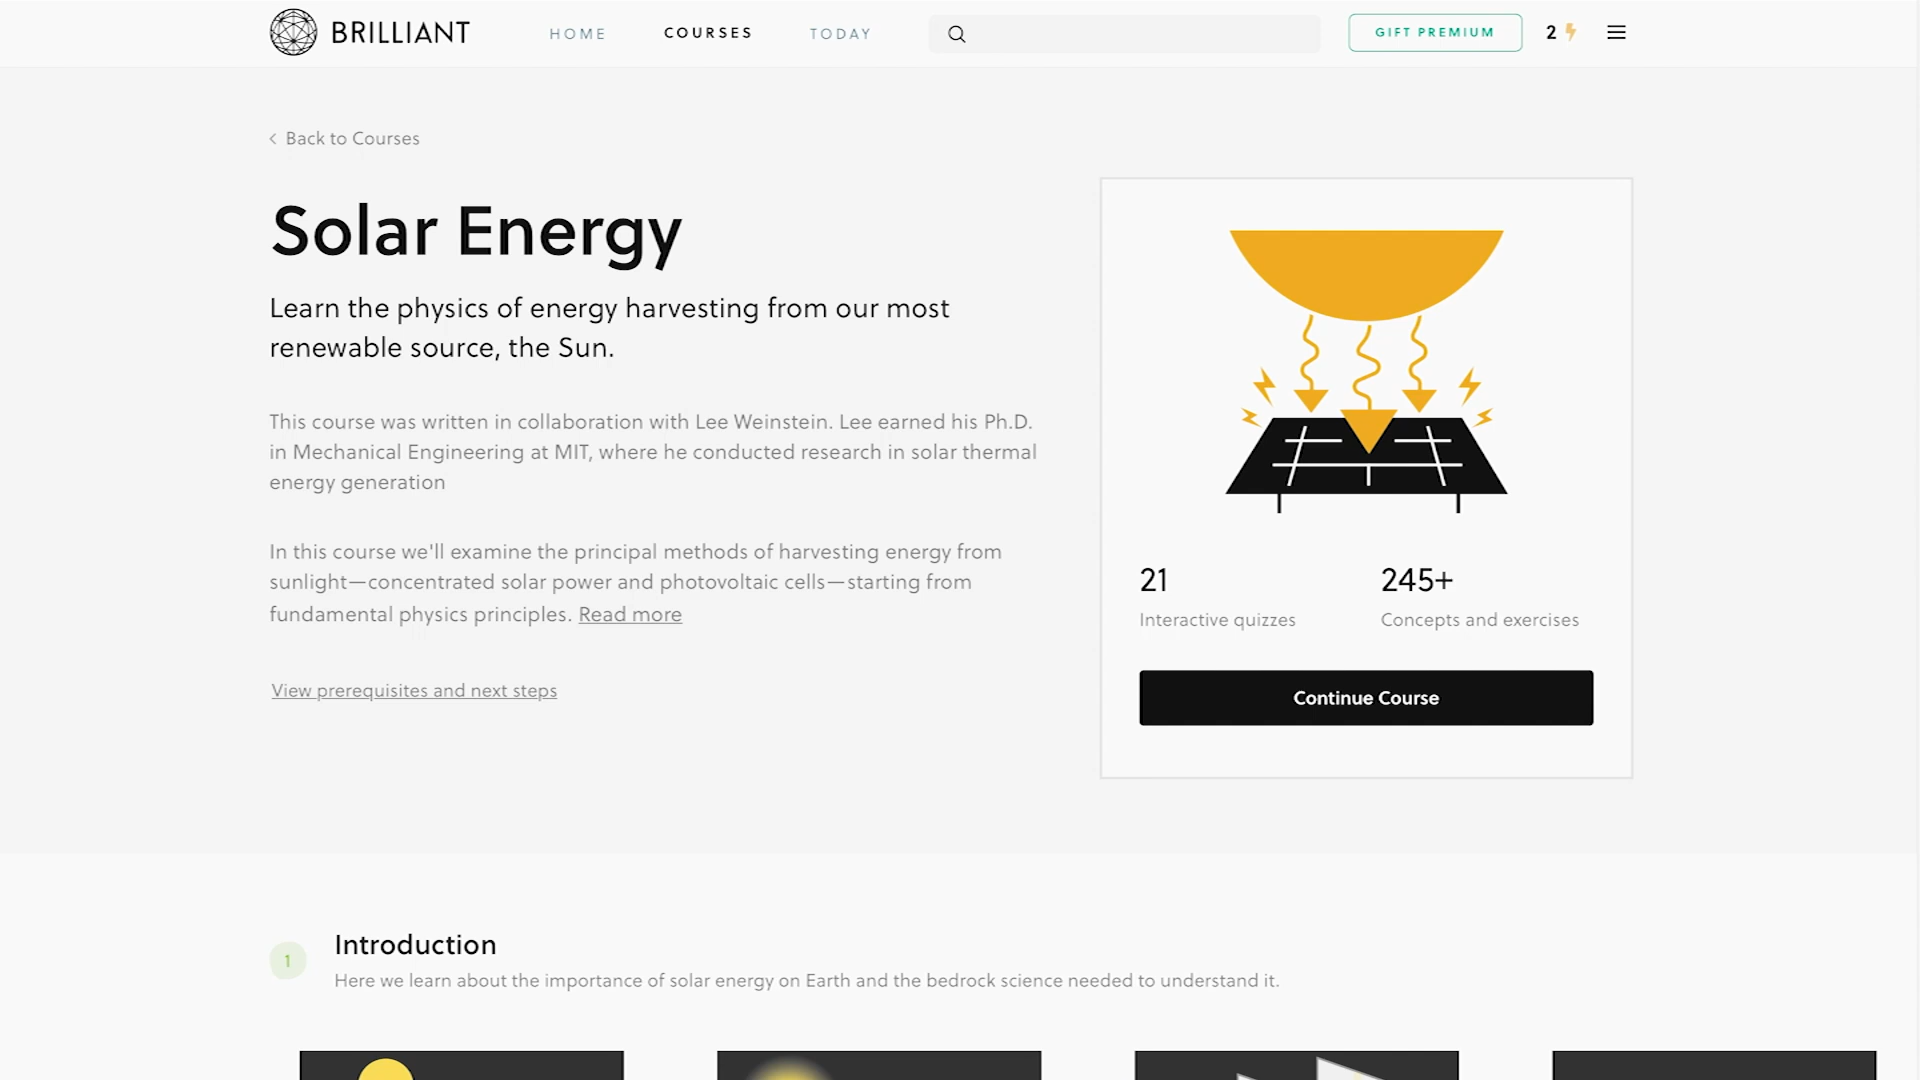 BRILLIANT
HOME
COURSES
TODAY
GIFT PREMIUM
2
Back to Courses
Solar Energy
Learn the physics of energy harvesting from our most
renewable source, the Sun.
This course was written in collaboration with Lee Weinstein. Lee earned his Ph.D.
in Mechanical Engineering at MIT, where he conducted research in solar thermal
energy generation
In this course we'll examine the principal methods of harvesting energy from
sunlight—concentrated solar power and photovoltaic cells—starting from
fundamental physics principles. Read more
View prerequisites and next steps
21
Interactive quizzes
245+
Concepts and exercises
Continue Course
1
Introduction
Here we learn about the importance of solar energy on Earth and the bedrock science needed to understand it.